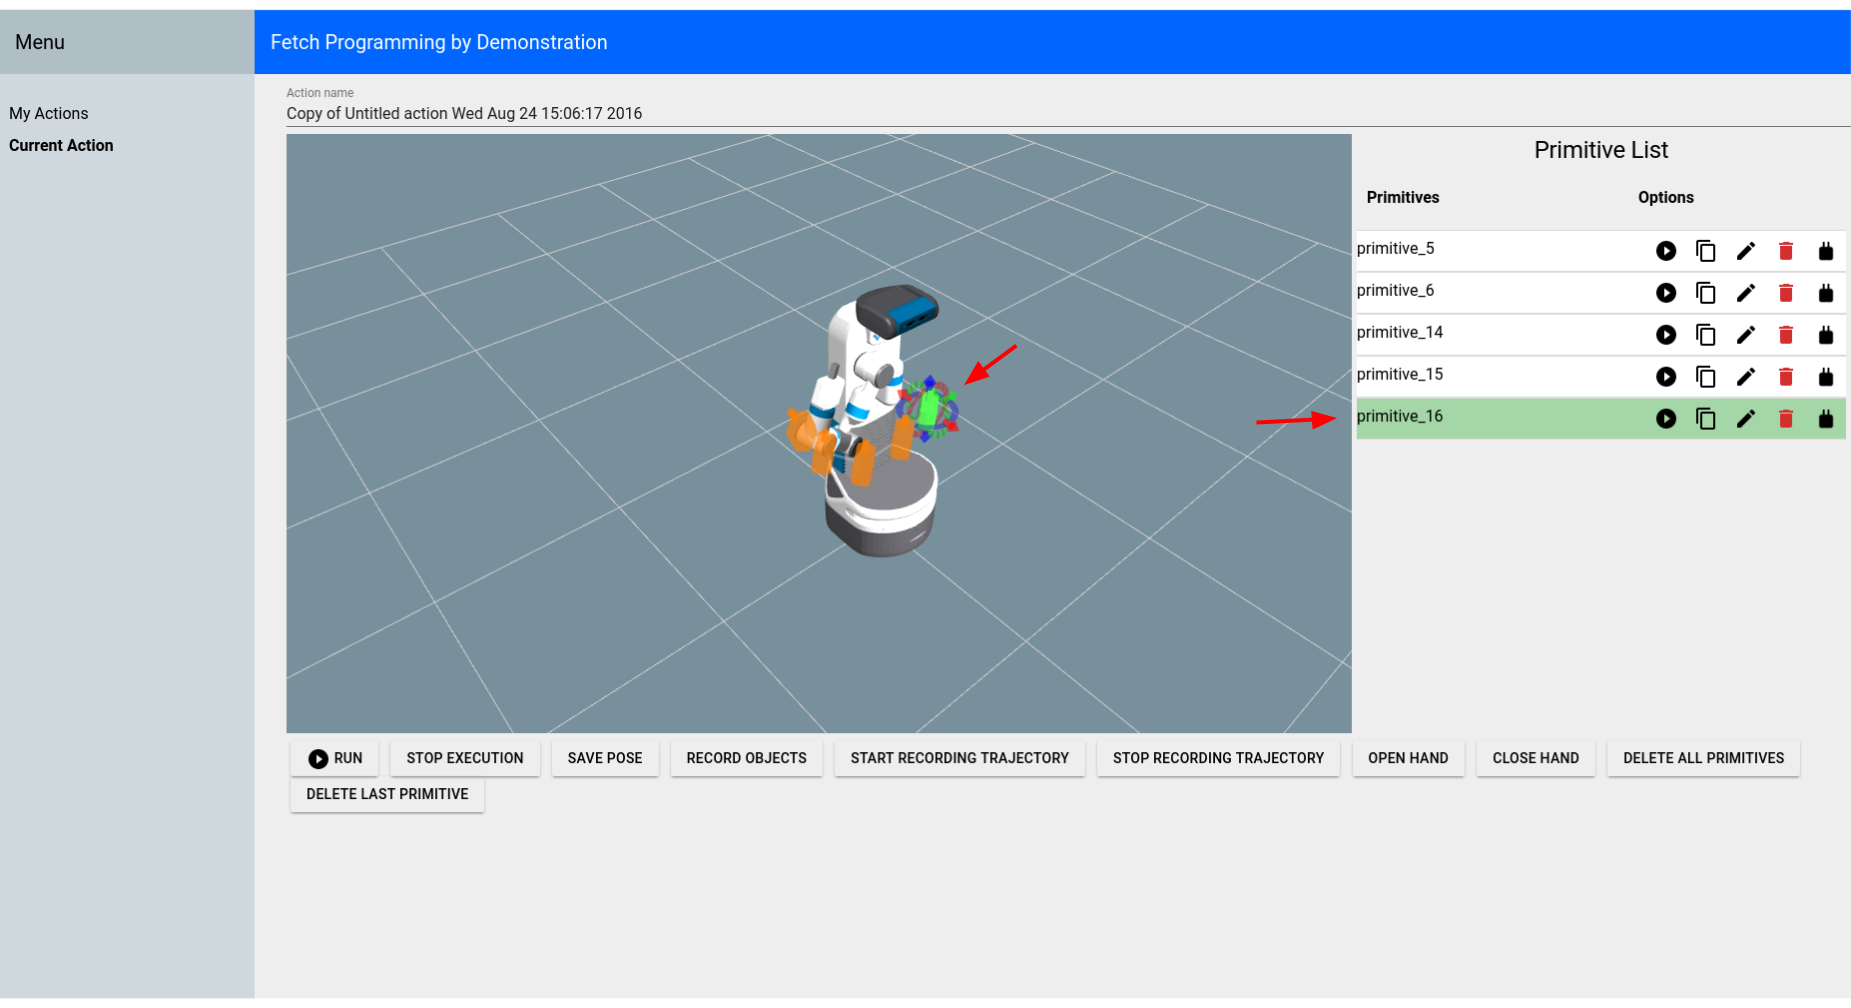 Menu
Fetch Programming by Demonstration
My Actions
Current Action
Action name
Copy of Untitled action Wed Aug 24 15:06:17 2016
Primitive List
Primitives Options
primitive_5
primitive_6
primitive_14
primitive_15
primitive_16
RUN STOP EXECUTION SAVE POSE RECORD OBJECTS START RECORDING TRAJECTORY STOP RECORDING TRAJECTORY OPEN HAND CLOSE HAND DELETE ALL PRIMITIVES
DELETE LAST PRIMITIVE